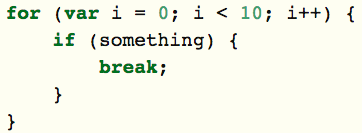 for (var i = 0; i < 10; i++) {
    if (something) {
        break;
    }
}